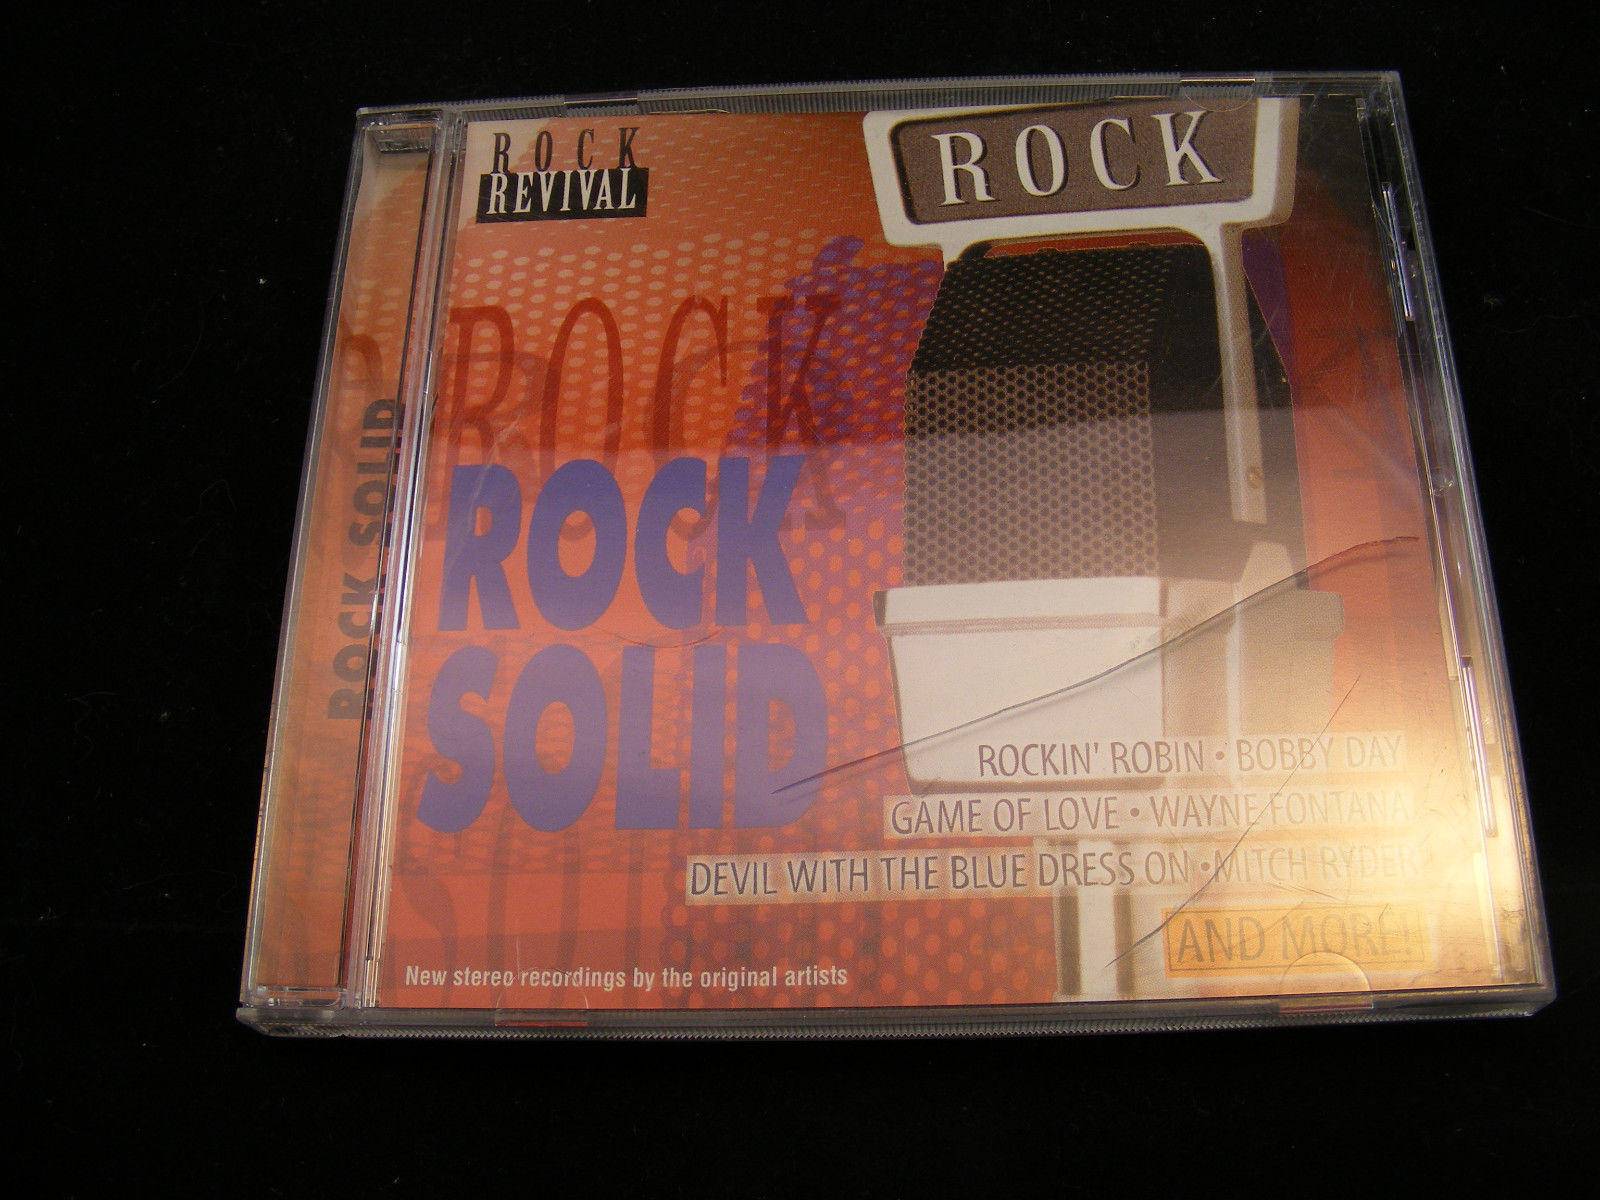 ROCK
REVIVAL
ROCK
ROCK
ROCK
SOLID
ROCK SOLID
ROCKIN' ROBIN • BOBBY DAY
GAME OF LOVE • WAYNE FONTANA
DEVIL WITH THE BLUE DRESS ON • MITCH RYDER
AND MORE!
New stereo recordings by the original artists